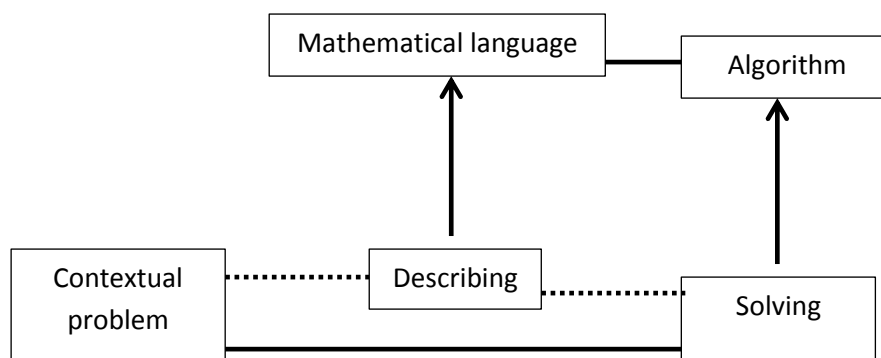 Mathematical language
Algorithm
Contextual
problem
Describing
Solving